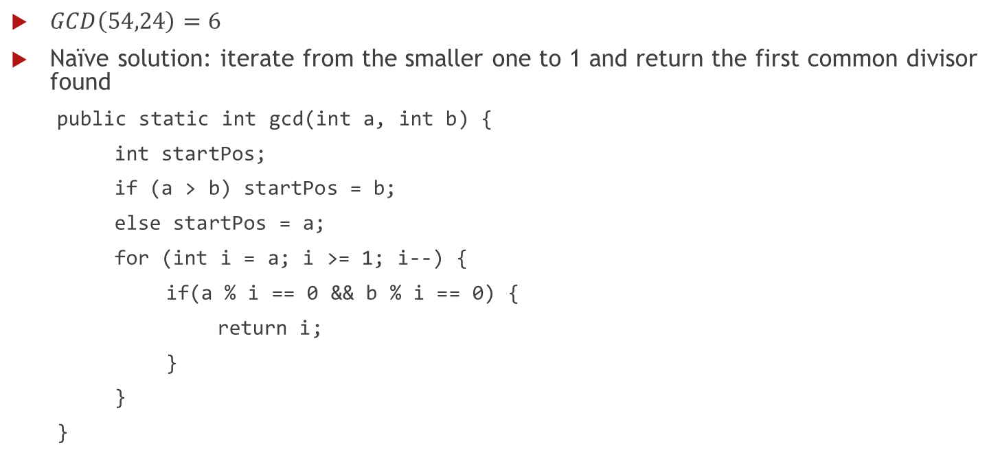 ▶ GCD(54,24) = 6
▶ Naïve solution: iterate from the smaller one to 1 and return the first common divisor
found
public static int gcd(int a, int b) {
int startPos;
if (a > b) startPos = b;
else startPos = a;
for (int i = a; i >= 1; i--) {
if(a % i == 0 && b % i == 0) {
return i;
}
}
}